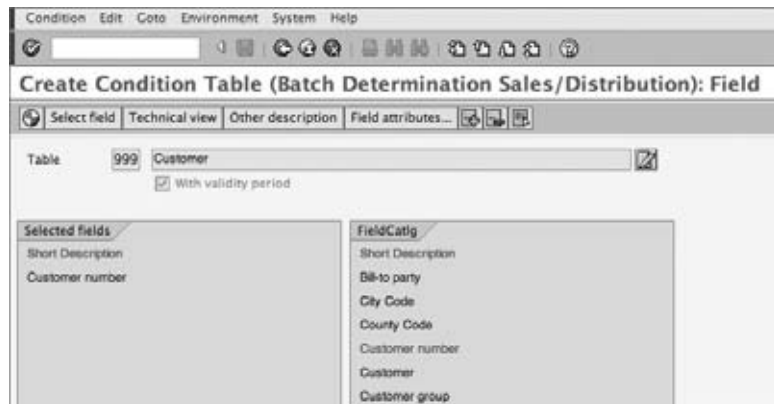 Condition Edit Goto Environment System Help
Create Condition Table (Batch Determination Sales/Distribution): Field
Select field Technical view Other description Field attributes...
Table 999 Customer
With validity period
Selected fields
Short Description
Customer number
FieldCatlg
Short Description
Bill-to party
City Code
County Code
Customer number
Customer
Customer group